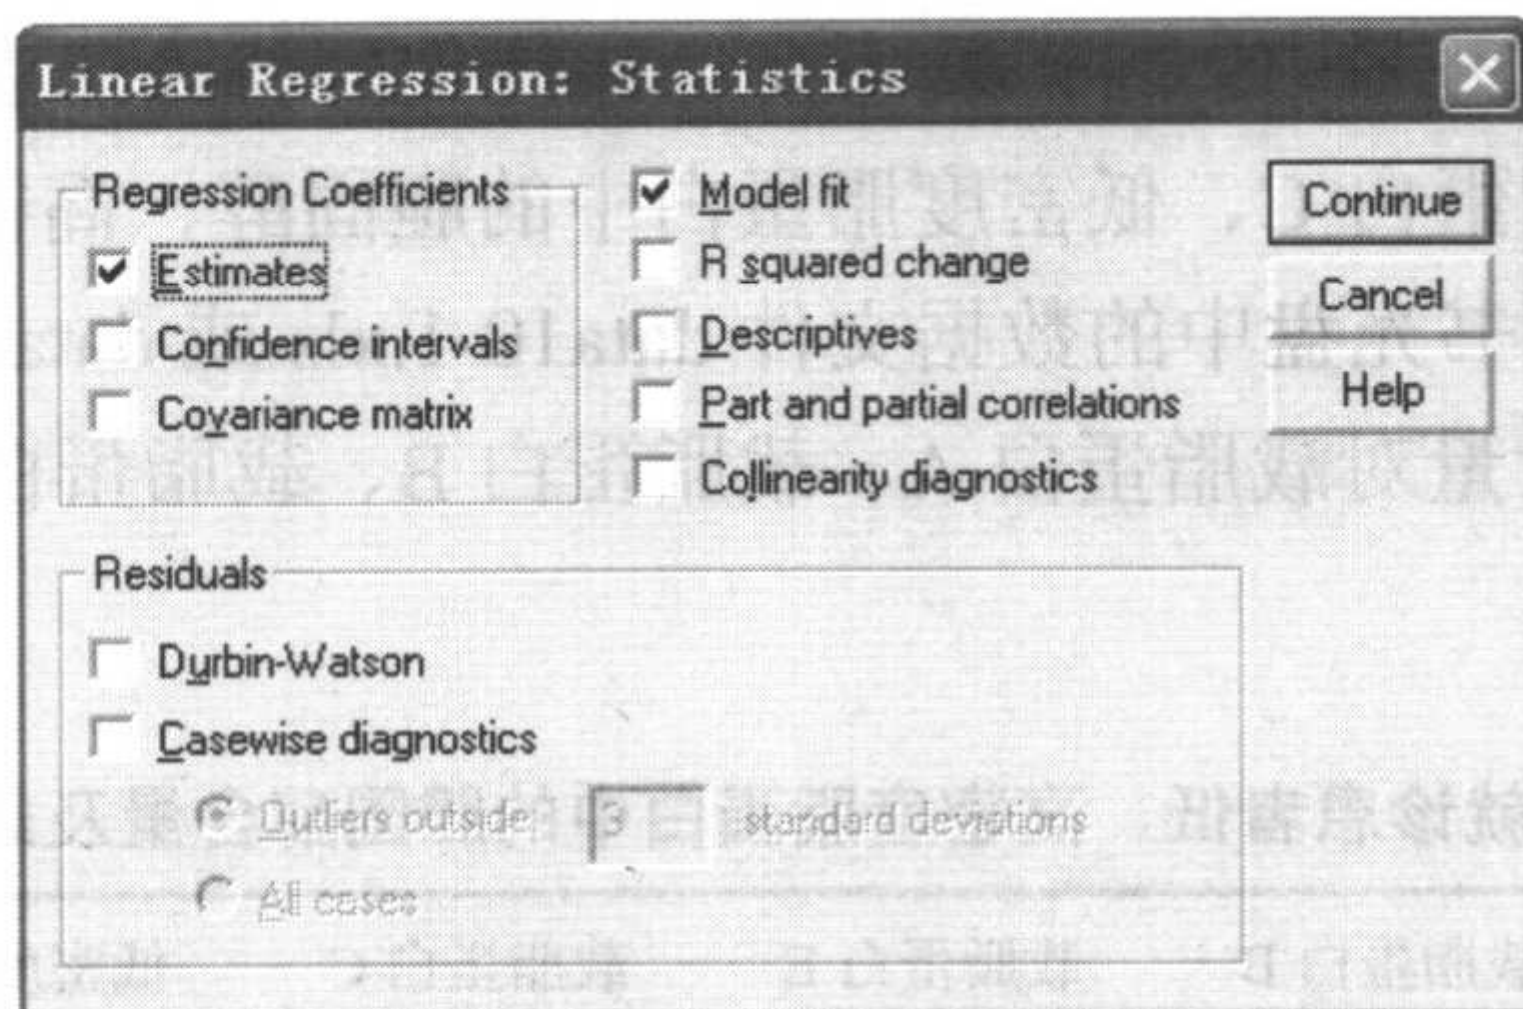 Linear Regression: Statistics
Regression Coefficients
Estimates
Confidence intervals
Covariance matrix
Model fit
R squared change
Descriptives
Part and partial correlations
Collinearity diagnostics
Continue
Cancel
Help
Residuals
Durbin-Watson
Casewise diagnostics
Outliers outside: 3 standard deviations
All cases